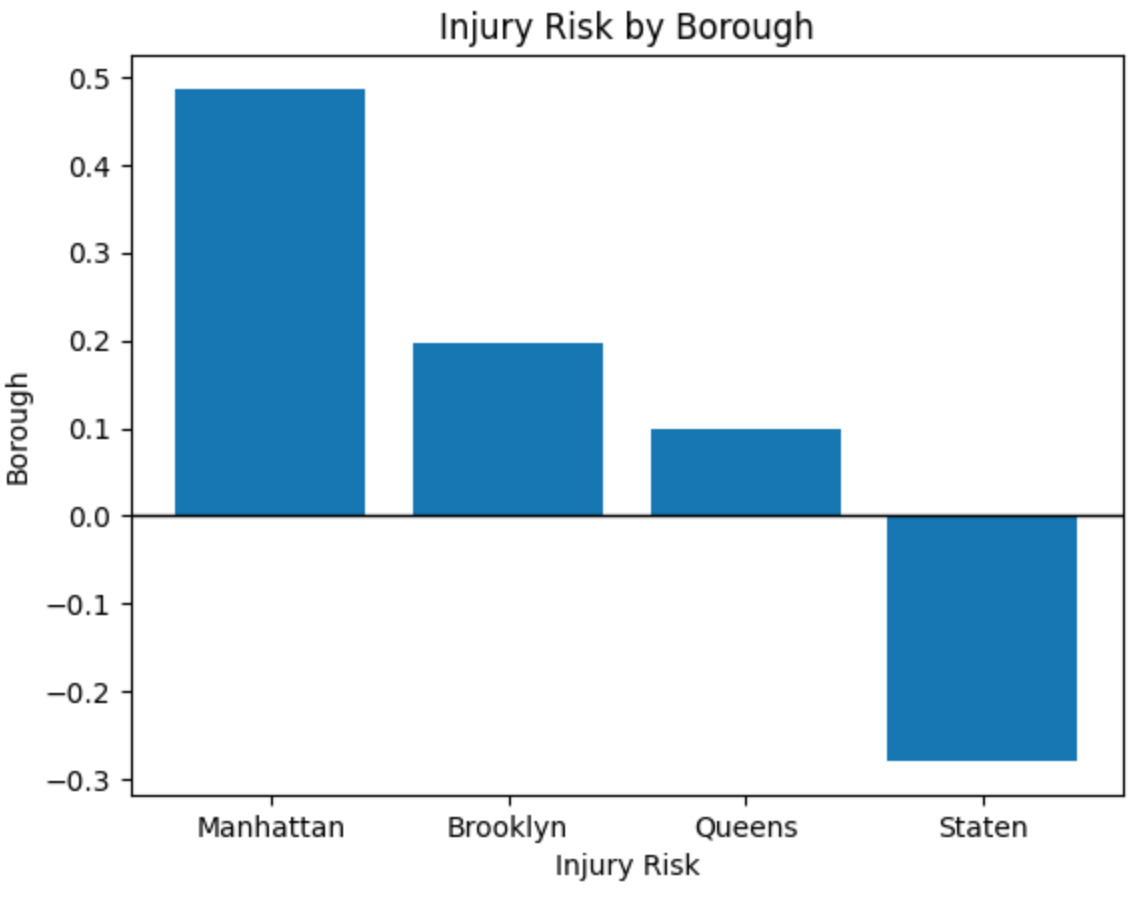 Injury Risk by Borough
0.5
0.4
0.3
0.2
0.1
0.0
−0.1
−0.2
−0.3
Borough
Manhattan Brooklyn Queens Staten
Injury Risk